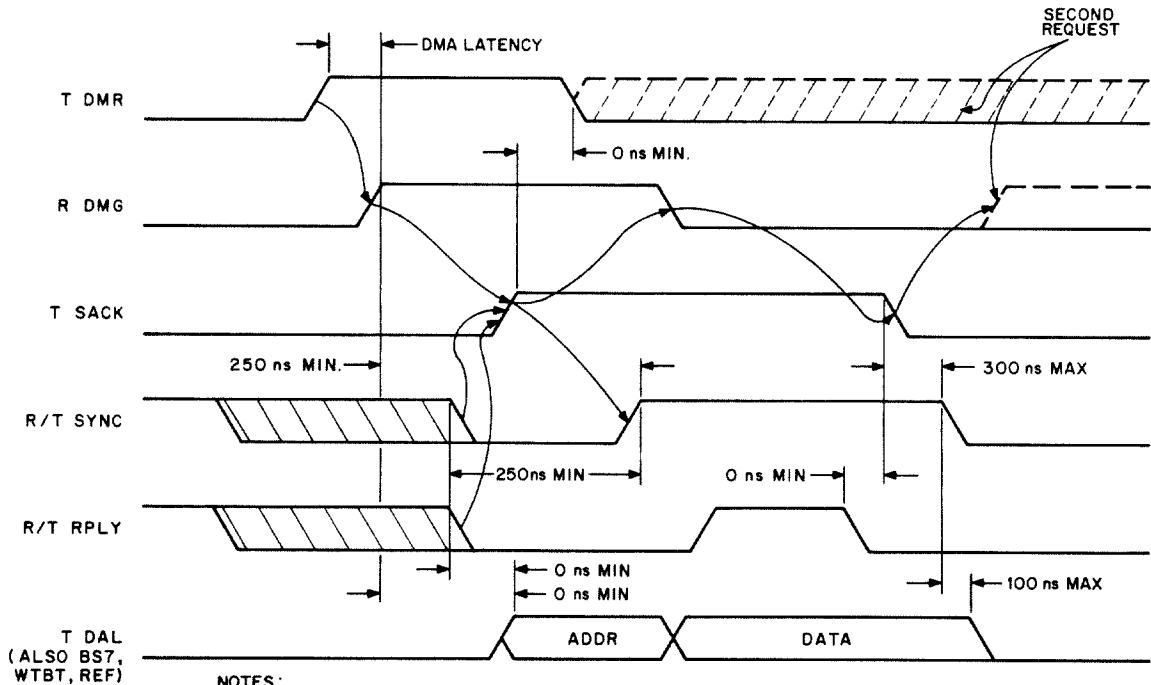 SECOND
REQUEST
DMA LATENCY
T DMR
0 ns MIN.
R DMG
T SACK
250 ns MIN.
300 ns MAX
R/T SYNC
250ns MIN
0 ns MIN
R/T RPLY
0 ns MIN
0 ns MIN
100 ns MAX
T DAL
(ALSO BS7,
WTBT, REF)
ADDR
DATA
NOTES: